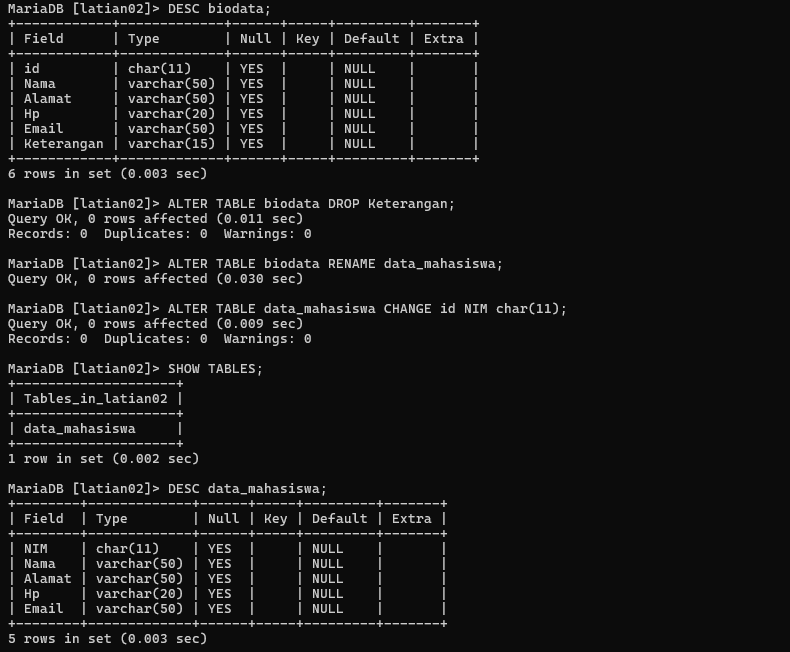 MariaDB [latian02]> DESC biodata;
+------------+-------------+------+-----+---------+-------+
| Field      | Type        | Null | Key | Default | Extra |
+------------+-------------+------+-----+---------+-------+
| id         | char(11)    | YES  |     | NULL    |       |
| Nama       | varchar(50) | YES  |     | NULL    |       |
| Alamat     | varchar(50) | YES  |     | NULL    |       |
| Hp         | varchar(20) | YES  |     | NULL    |       |
| Email      | varchar(50) | YES  |     | NULL    |       |
| Keterangan | varchar(15) | YES  |     | NULL    |       |
+------------+-------------+------+-----+---------+-------+
6 rows in set (0.003 sec)

MariaDB [latian02]> ALTER TABLE biodata DROP Keterangan;
Query OK, 0 rows affected (0.011 sec)
Records: 0  Duplicates: 0  Warnings: 0

MariaDB [latian02]> ALTER TABLE biodata RENAME data_mahasiswa;
Query OK, 0 rows affected (0.030 sec)

MariaDB [latian02]> ALTER TABLE data_mahasiswa CHANGE id NIM char(11);
Query OK, 0 rows affected (0.009 sec)
Records: 0  Duplicates: 0  Warnings: 0

MariaDB [latian02]> SHOW TABLES;
+--------------------+
| Tables_in_latian02 |
+--------------------+
| data_mahasiswa     |
+--------------------+
1 row in set (0.002 sec)

MariaDB [latian02]> DESC data_mahasiswa;
+--------+-------------+------+-----+---------+-------+
| Field  | Type        | Null | Key | Default | Extra |
+--------+-------------+------+-----+---------+-------+
| NIM    | char(11)    | YES  |     | NULL    |       |
| Nama   | varchar(50) | YES  |     | NULL    |       |
| Alamat | varchar(50) | YES  |     | NULL    |       |
| Hp     | varchar(20) | YES  |     | NULL    |       |
| Email  | varchar(50) | YES  |     | NULL    |       |
+--------+-------------+------+-----+---------+-------+
5 rows in set (0.003 sec)